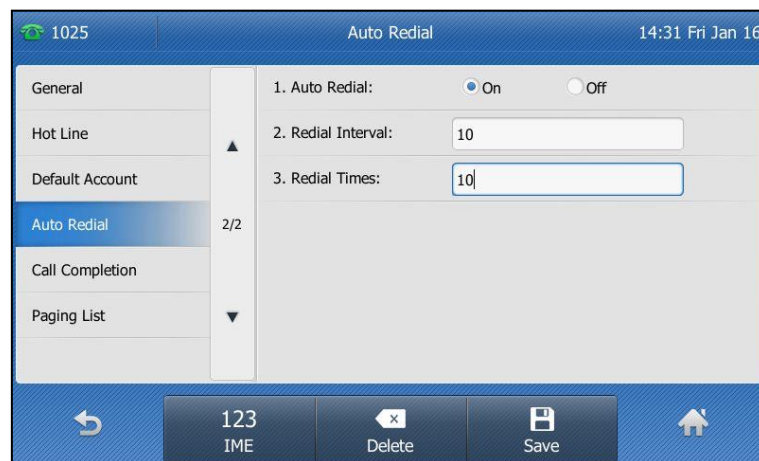 1025 Auto Redial 14:31 Fri Jan 16
General
Hot Line
Default Account
Auto Redial
Call Completion
Paging List
2/2
1. Auto Redial: On Off
2. Redial Interval: 10
3. Redial Times: 10
123
IME
Delete
Save